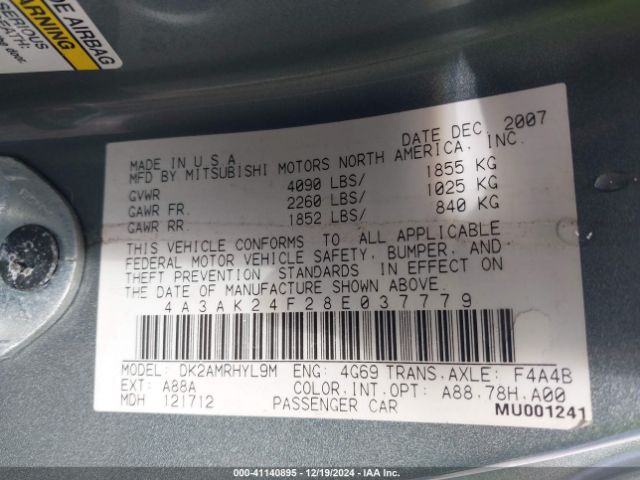 DE AIRBAG
WARNING
SERIOUS
DEATH:
door.
DATE DEC, 2007
MADE IN U.S.A
MFD BY MITSUBISHI MOTORS NORTH AMERICA, INC.
GVWR 4090 LBS/ 1855 KG
GAWR FR. 2260 LBS/ 1025 KG
GAWR RR. 1852 LBS/ 840 KG
THIS VEHICLE CONFORMS TO ALL APPLICABLE
FEDERAL MOTOR VEHICLE SAFETY, BUMPER, AND
THEFT PREVENTION STANDARDS IN EFFECT ON
THE DATE OF MANUFACTURE SHOWN ABOVE.
4A3AK24F28E037779
MODEL: DK2AMRHYL9M ENG: 4G69 TRANS.AXLE: F4A4B
EXT: A88A COLOR.INT.OPT: A88.78H.A00
MDH 121712 PASSENGER CAR
MU001241
000-41140895 - 12/19/2024 - IAA Inc.